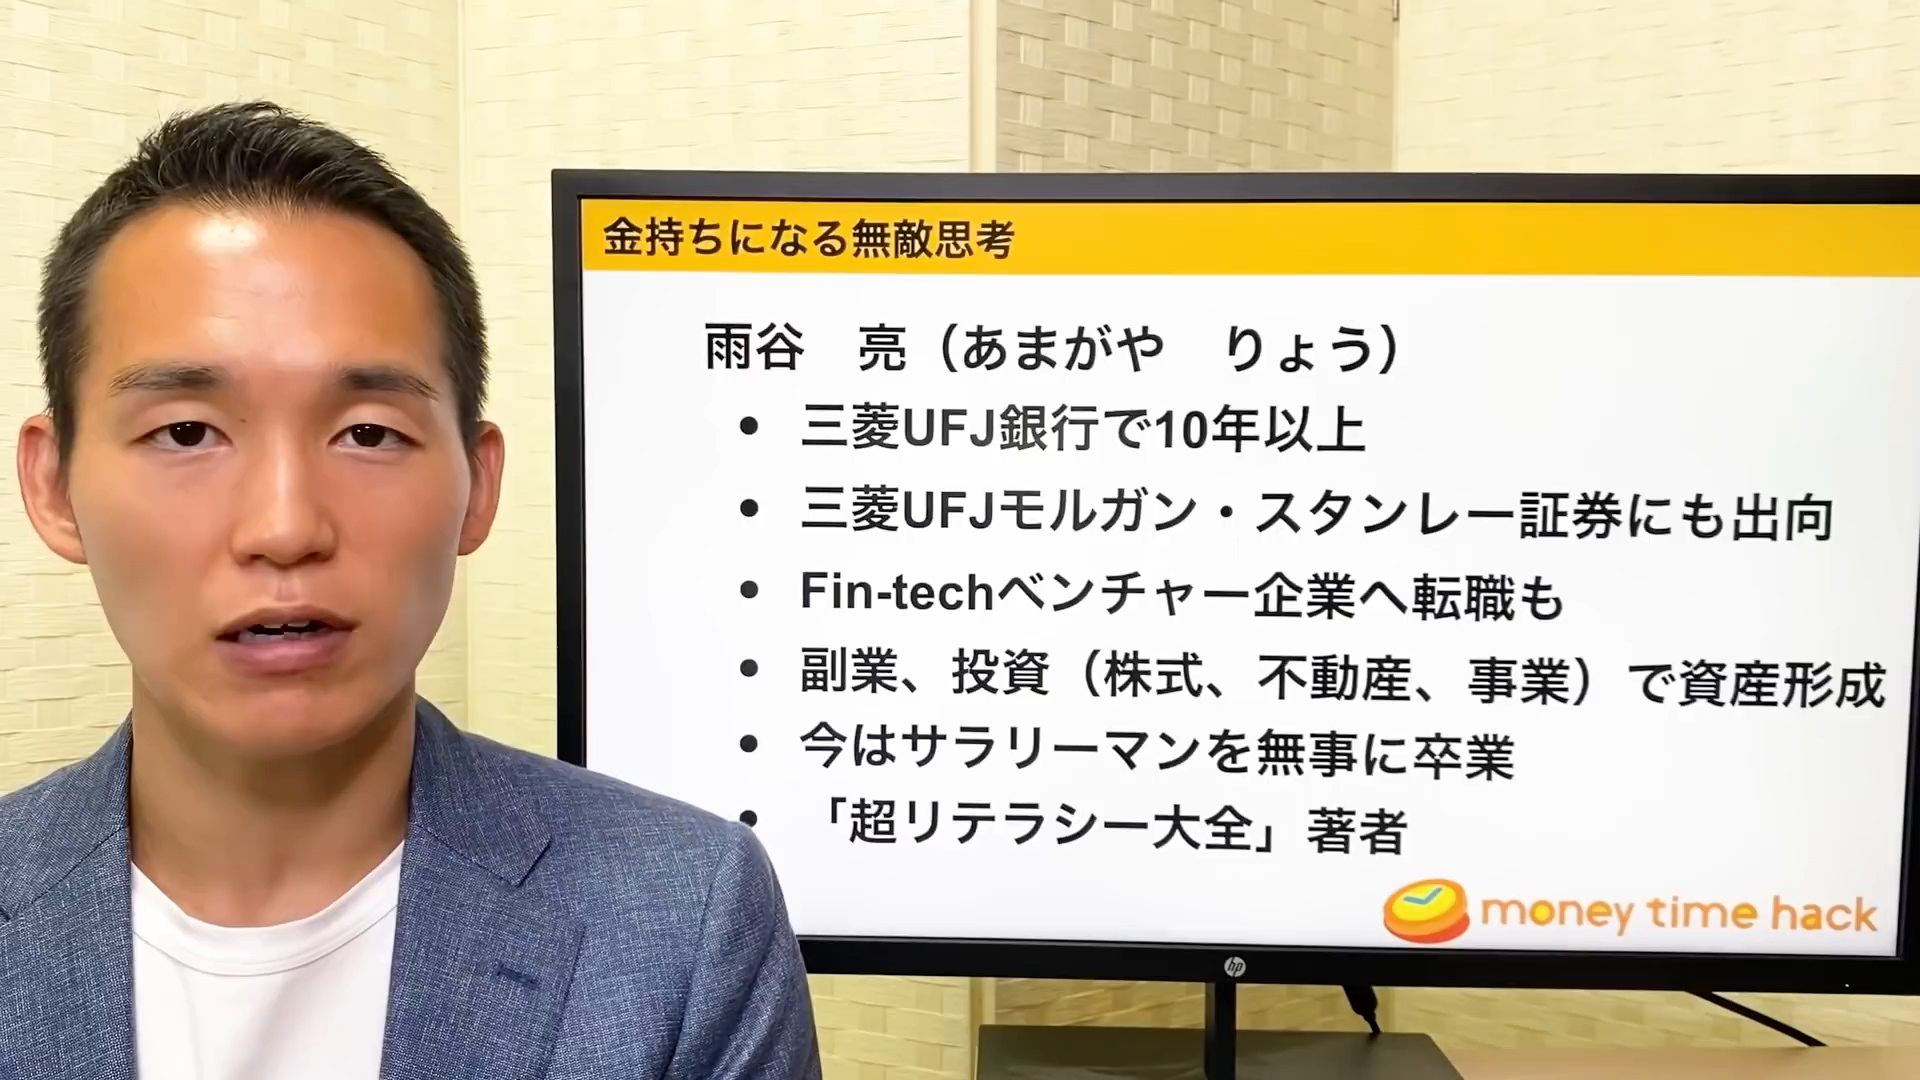 金持ちになる無敵思考
雨谷　亮（あまがや　りょう）
• 三菱UFJ銀行で10年以上
• 三菱UFJモルガン・スタンレー証券にも出向
• Fin-techベンチャー企業へ転職も
• 副業、投資（株式、不動産、事業）で資産形成
• 今はサラリーマンを無事に卒業
• 「超リテラシー大全」著者
money time hack
hp